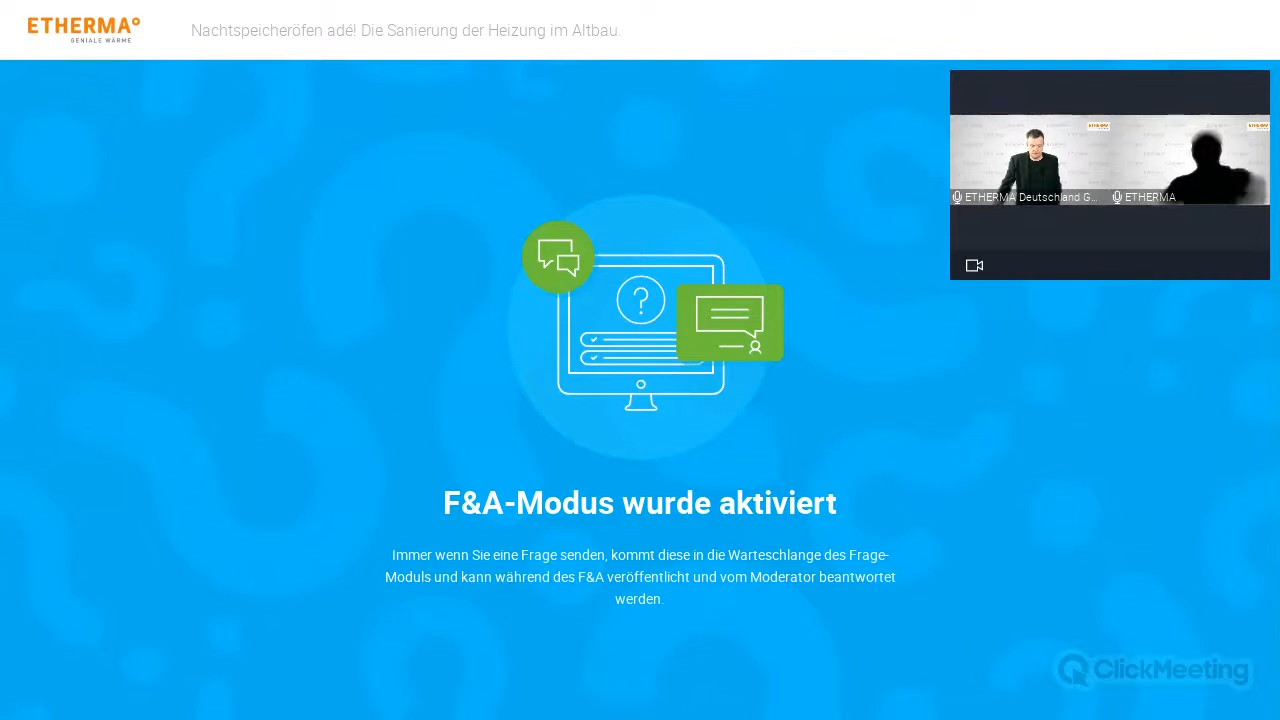 ETHERMA°
GENIALE WÄRME
Nachtspeicheröfen adé! Die Sanierung der Heizung im Altbau.
ETHERMA
ETHERMA
ETHERMA Deutschland G...
ETHERMA
?
F&A-Modus wurde aktiviert
Immer wenn Sie eine Frage senden, kommt diese in die Warteschlange des Frage-
Moduls und kann während des F&A veröffentlicht und vom Moderator beantwortet
werden.
ClickMeeting